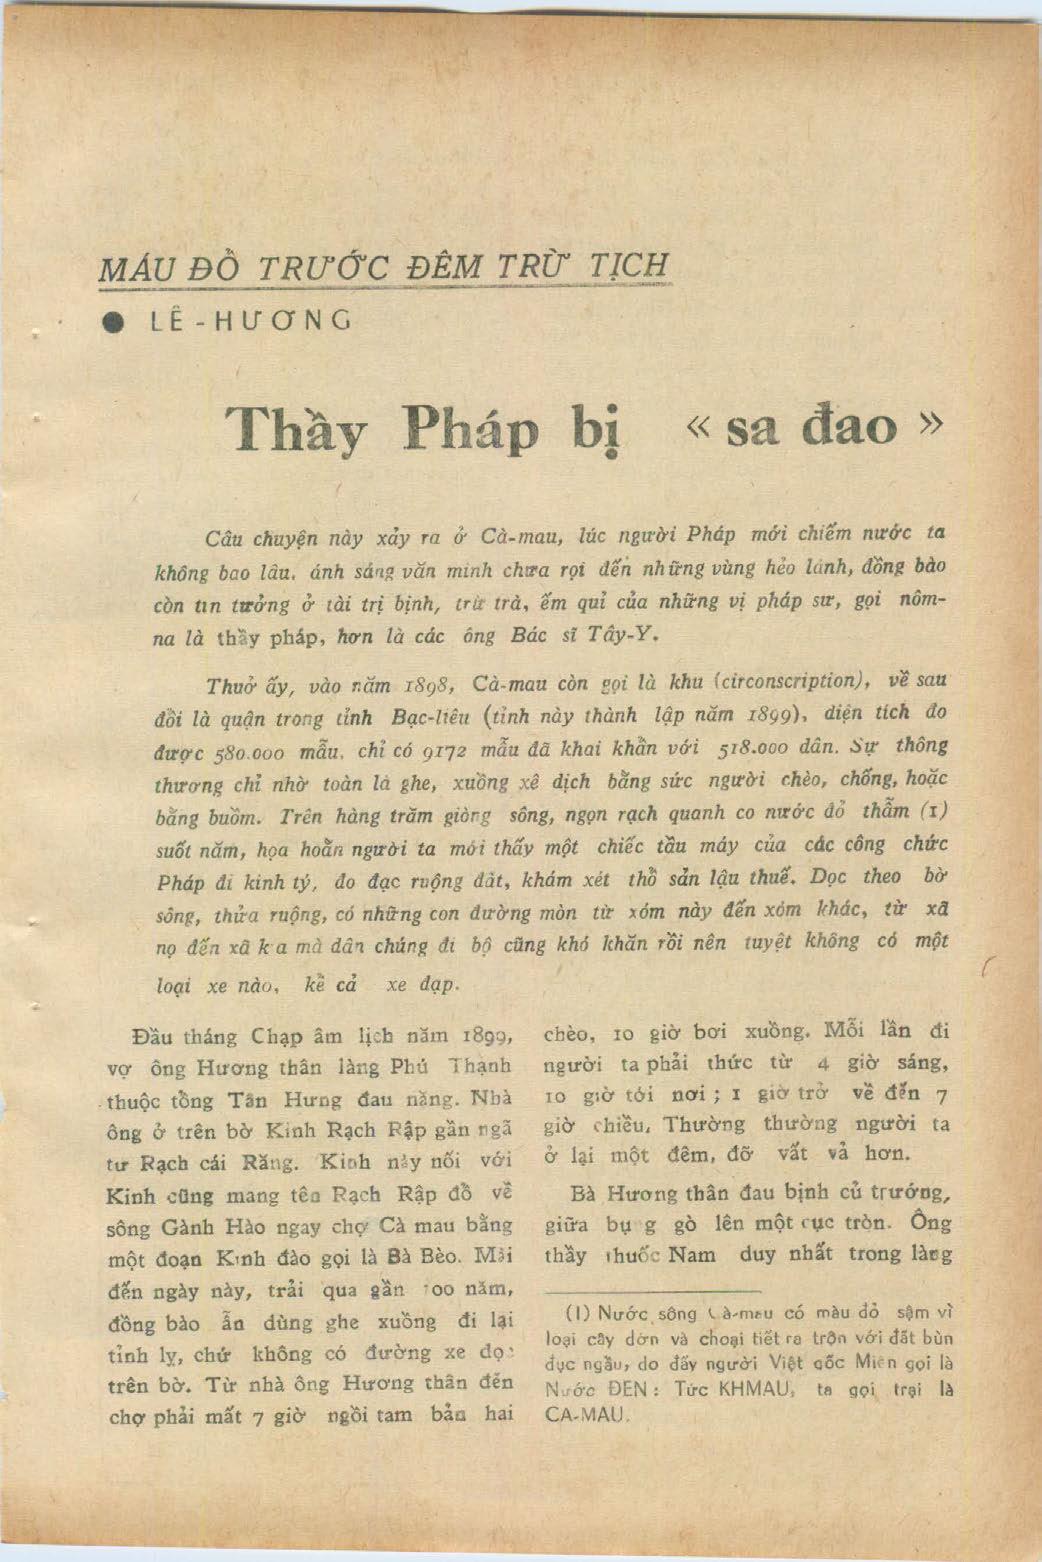 MÁU ĐỔ TRƯỚC ĐÊM TRỪ TỊCH
● LÊ-HƯƠNG
Thầy Pháp bị « sa đao »
Câu chuyện này xảy ra ở Cà-mau, lúc người Pháp mới chiếm nước ta
không bao lâu, ánh sáng văn minh chưa rọi đến những vùng hẻo lánh, đồng bào
còn tin tưởng ở tài trị bịnh, trừ trà, ếm quỉ của những vị pháp sư, gọi nôm-
na là thầy pháp, hơn là các ông Bác sĩ Tây-Y.
Thuở ấy, vào năm 1898, Cà-mau còn gọi là khu (circonscription), về sau
đổi là quận trong tỉnh Bạc-liêu (tỉnh này thành lập năm 1899), diện tích đo
được 580.000 mẫu, chỉ có 9172 mẫu đã khai khẩn với 518.000 dân. Sự thông
thương chỉ nhờ toàn là ghe, xuồng xê dịch bằng sức người chèo, chống, hoặc
bằng buồm. Trên hàng trăm giòng sông, ngọn rạch quanh co nước đỏ thẫm (1)
suốt năm, họa hoằn người ta mới thấy một chiếc tầu máy của các công chức
Pháp đi kinh tý, đo đạc ruộng đất, khám xét thổ sản lậu thuế. Dọc theo bờ
sông, thửa ruộng, có những con đường mòn từ xóm này đến xóm khác, từ xã
nọ đến xã kia mà dân chúng đi bộ cũng khó khăn rồi nên tuyệt không có một
loại xe nào, kể cả xe đạp.
Đầu tháng Chạp âm lịch năm 1899,
vợ ông Hương thân làng Phú Thạnh
thuộc tổng Tân Hưng đau nặng. Nhà
ông ở trên bờ Kinh Rạch Rập gần ngã
tư Rạch cái Răng. Kinh này nối với
Kinh cũng mang tên Rạch Rập đổ về
sông Gành Hào ngay chợ Cà mau bằng
một đoạn Kinh đào gọi là Bà Bèo. Mãi
đến ngày này, trải qua gần 100 năm,
đồng bào ẫn dùng ghe xuồng đi lại
tỉnh lỵ, chứ không có đường xe dọc
trên bờ. Từ nhà ông Hương thân đến
chợ phải mất 7 giờ ngồi tam bản hai
chèo, 10 giờ bơi xuồng. Mỗi lần đi
người ta phải thức từ 4 giờ sáng,
10 giờ tới nơi ; 1 giờ trở về đến 7
giờ chiều, Thường thường người ta
ở lại một đêm, đỡ vất vả hơn.
Bà Hương thân đau bịnh củ trướng,
giữa bụng gò lên một cục tròn. Ông
thầy thuốc Nam duy nhất trong làng
(1) Nước sông Cà-mau có màu đỏ sậm vì
loại cây dớn và choại tiết ra trộn với đất bùn
đục ngầu, do đấy người Việt gốc Miên gọi là
Nước ĐEN : Tức KHMAU, ta gọi trại là
CA-MAU.